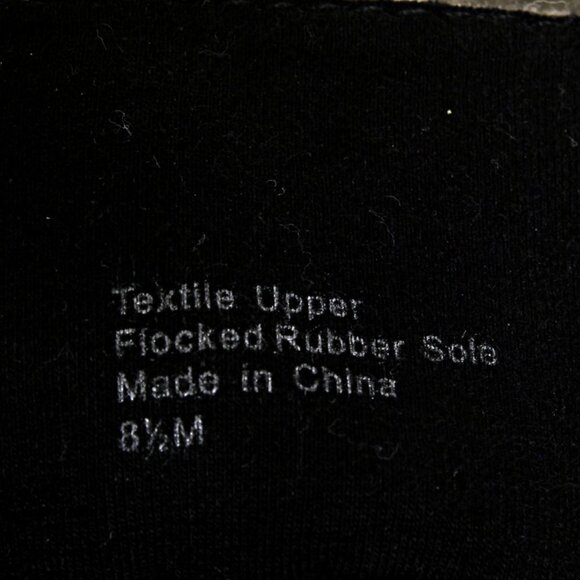 Textile Upper
Flocked Rubber Sole
Made in China
8½M